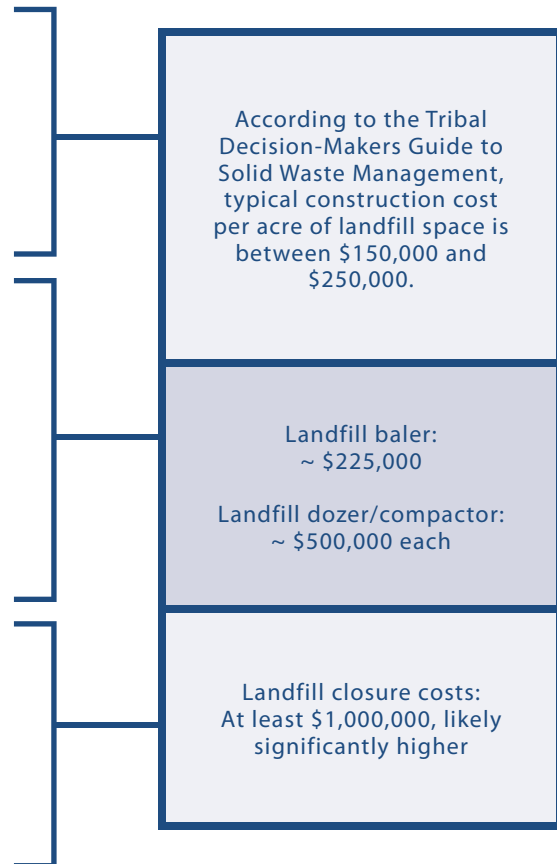 According to the Tribal
Decision-Makers Guide to
Solid Waste Management,
typical construction cost
per acre of landfill space is
between $150,000 and
$250,000.
Landfill baler:
~ $225,000
Landfill dozer/compactor:
~ $500,000 each
Landfill closure costs:
At least $1,000,000, likely
significantly higher